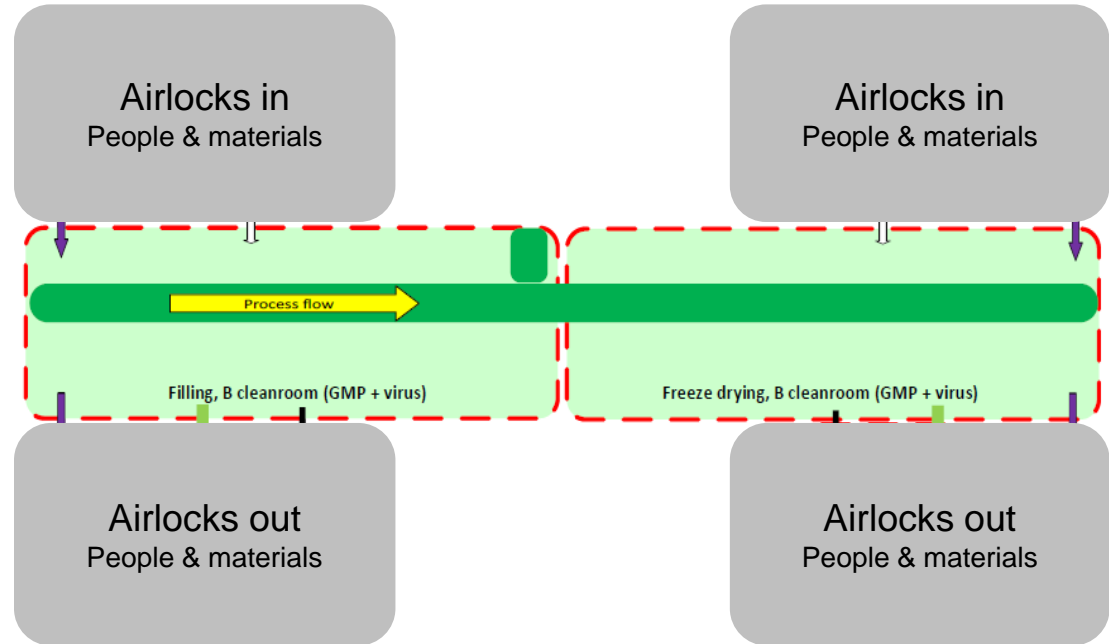 Airlocks in
People & materials
Airlocks in
People & materials
Process flow
Filling, B cleanroom (GMP + virus)
Freeze drying, B cleanroom (GMP + virus)
Airlocks out
People & materials
Airlocks out
People & materials